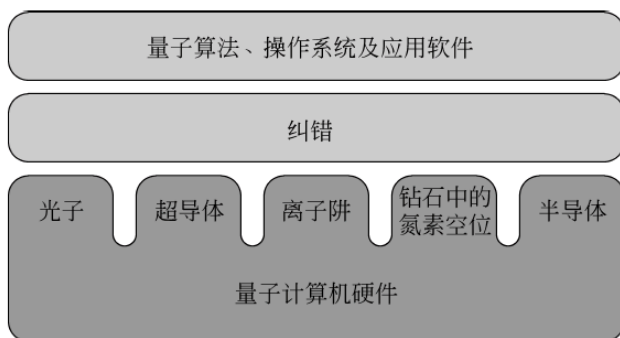 量子算法、操作系统及应用软件
纠错
光子
超导体
离子阱
钻石中的
氮素空位
半导体
量子计算机硬件